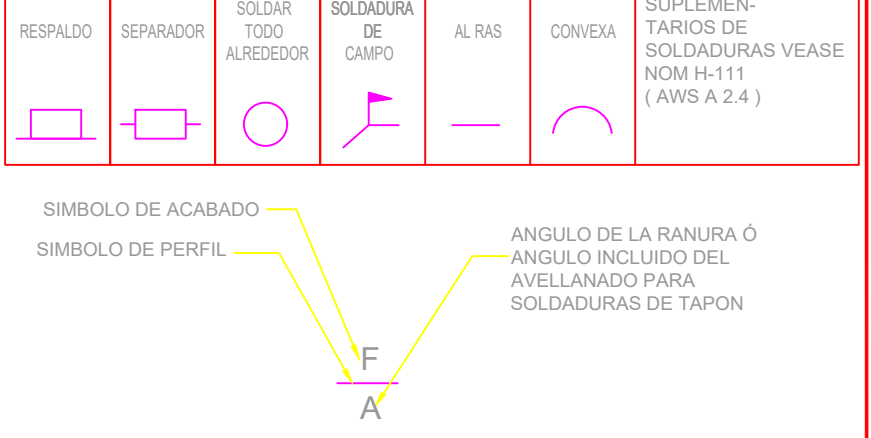 RESPALDO
SEPARADOR
SOLDAR
TODO
ALREDEDOR
SOLDADURA
DE
CAMPO
AL RAS
CONVEXA
SUPLEMEN-
TARIOS DE
SOLDADURAS VEASE
NOM H-111
( AWS A 2.4 )
SIMBOLO DE ACABADO
SIMBOLO DE PERFIL
ANGULO DE LA RANURA Ó
ANGULO INCLUIDO DEL
AVELLANADO PARA
SOLDADURAS DE TAPON
F
A